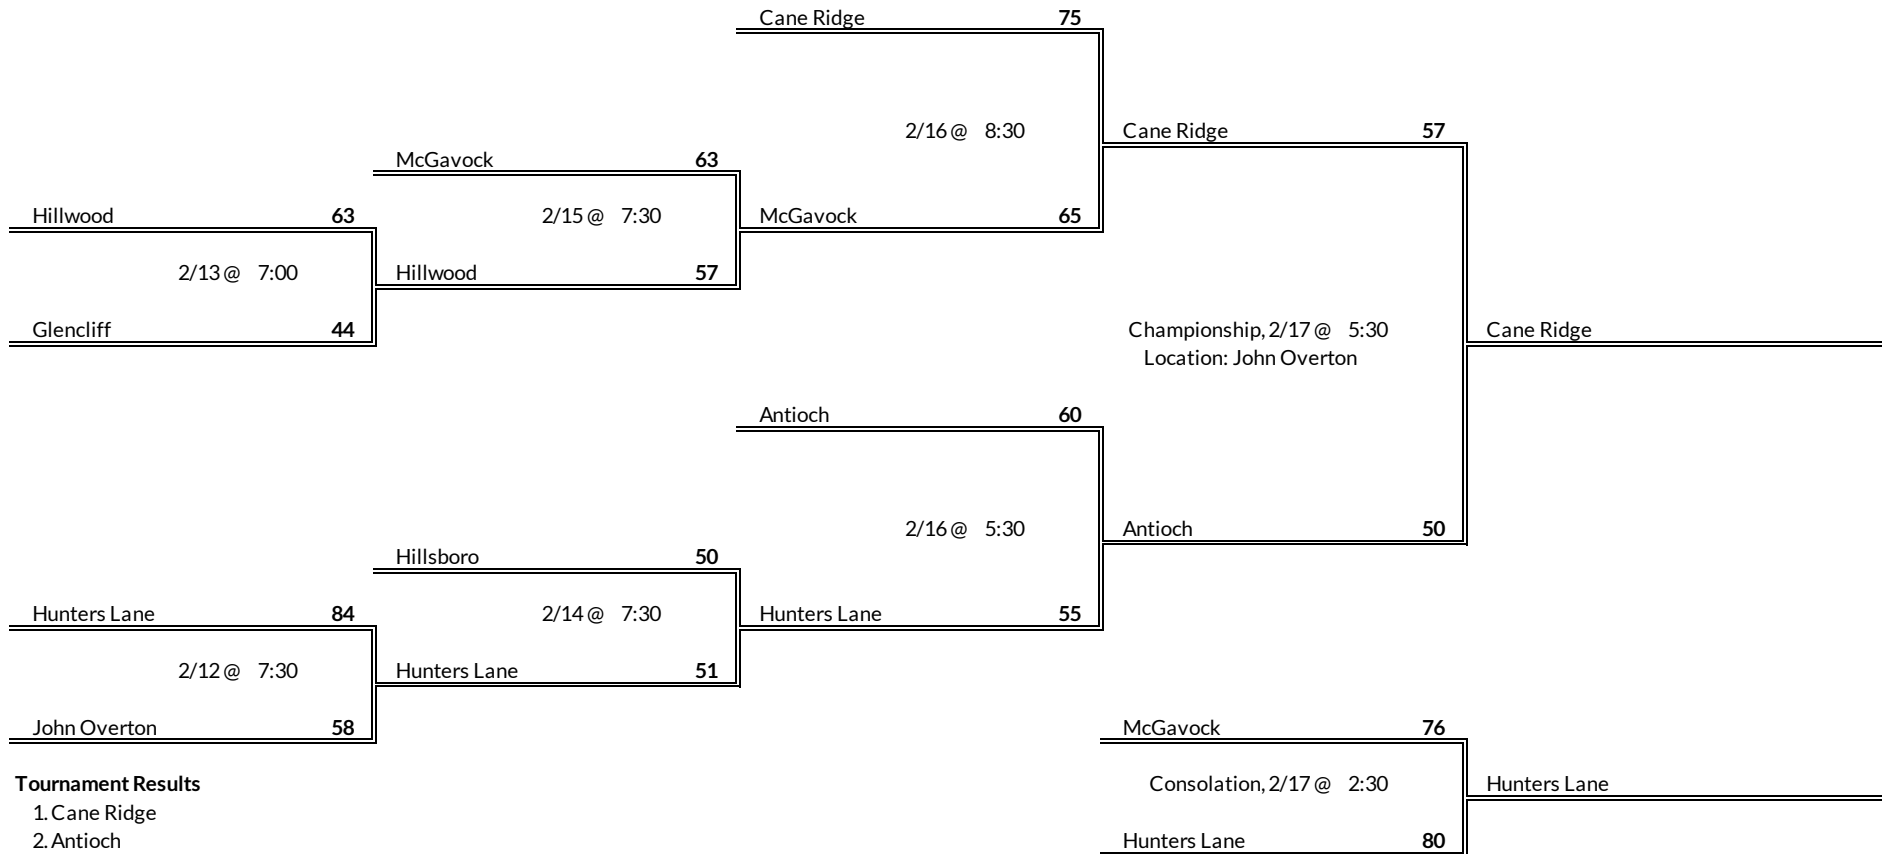 Cane Ridge 75
2/16 @ 8:30
Cane Ridge 57
McGavock 63
Hillwood 63
2/15 @ 7:30
McGavock 65
2/13 @ 7:00
Hillwood 57
Glencliff 44
Championship, 2/17 @ 5:30
Cane Ridge
Location: John Overton
Antioch 60
2/16 @ 5:30
Antioch 50
Hillsboro 50
Hunters Lane 84
2/14 @ 7:30
Hunters Lane 55
2/12 @ 7:30
Hunters Lane 51
John Overton 58
McGavock 76
Tournament Results
Consolation, 2/17 @ 2:30
Hunters Lane
1. Cane Ridge
2. Antioch
Hunters Lane 80